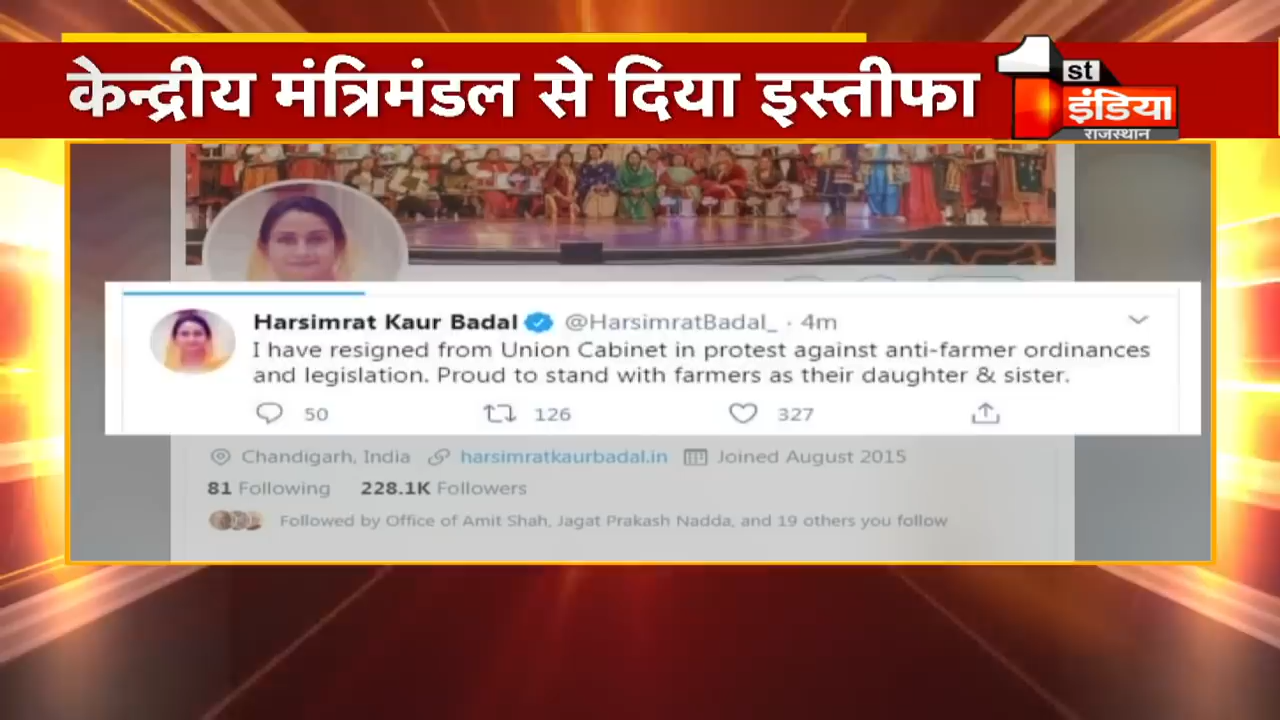 केन्द्रीय मंत्रिमंडल से दिया इस्तीफा
1st
इंडिया
राजस्थान
Harsimrat Kaur Badal @HarsimratBadal_ · 4m
I have resigned from Union Cabinet in protest against anti-farmer ordinances
and legislation. Proud to stand with farmers as their daughter & sister.
50 126 327
Chandigarh, India harsimratkaurbadal.in Joined August 2015
81 Following 228.1K Followers
Followed by Office of Amit Shah, Jagat Prakash Nadda, and 19 others you follow